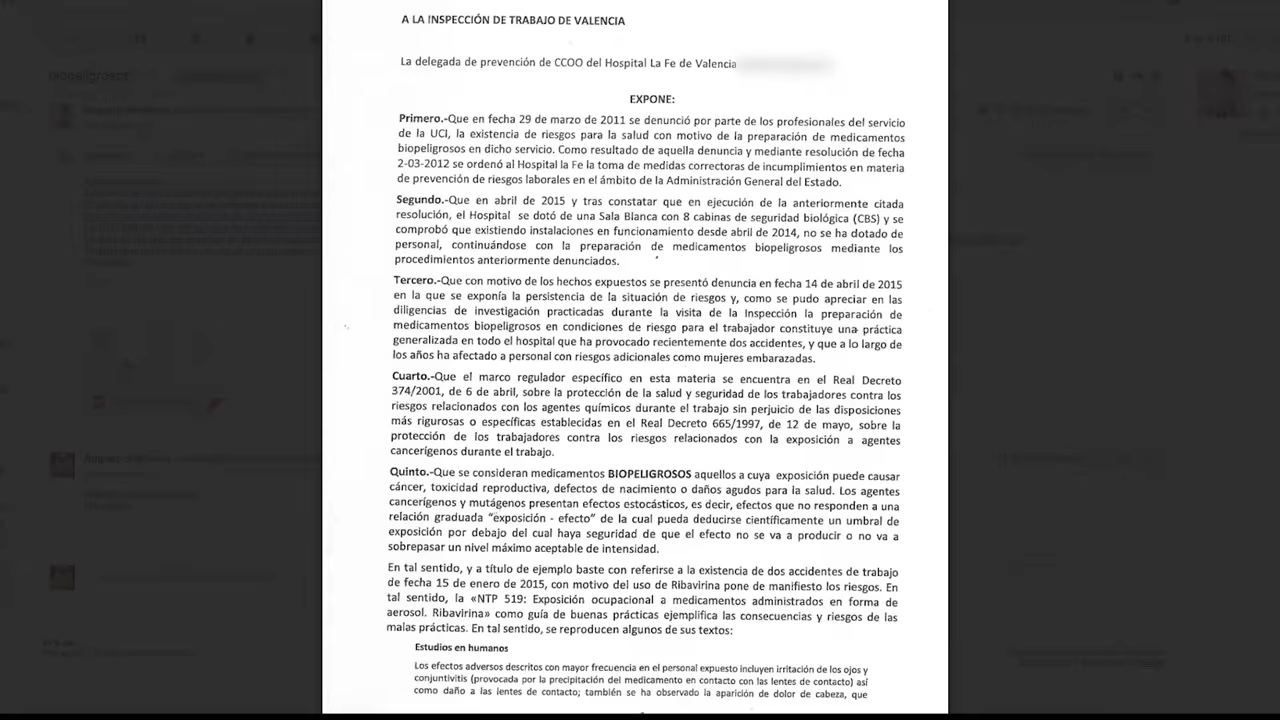 A LA INSPECCIÓN DE TRABAJO DE VALENCIA
La delegada de prevención de CCOO del Hospital La Fe de Valencia
EXPONE:
Primero.-Que en fecha 29 de marzo de 2011 se denunció por parte de los profesionales del servicio
de la UCI, la existencia de riesgos para la salud con motivo de la preparación de medicamentos
biopeligrosos en dicho servicio. Como resultado de aquella denuncia y mediante resolución de fecha
2-03-2012 se ordenó al Hospital la Fe la toma de medidas correctoras de incumplimientos en materia
de prevención de riesgos laborales en el ámbito de la Administración General del Estado.
Segundo.-Que en abril de 2015 y tras constatar que en ejecución de la anteriormente citada
resolución, el Hospital se dotó de una Sala Blanca con 8 cabinas de seguridad biológica (CBS) y se
comprobó que existiendo instalaciones en funcionamiento desde abril de 2014, no se ha dotado de
personal, continuándose con la preparación de medicamentos biopeligrosos mediante los
procedimientos anteriormente denunciados.
Tercero.-Que con motivo de los hechos expuestos se presentó denuncia en fecha 14 de abril de 2015
en la que se exponía la persistencia de la situación de riesgos y, como se pudo apreciar en las
diligencias de investigación practicadas durante la visita de la Inspección la preparación de
medicamentos biopeligrosos en condiciones de riesgo para el trabajador constituye una práctica
generalizada en todo el hospital que ha provocado recientemente dos accidentes, y que a lo largo de
los años ha afectado a personal con riesgos adicionales como mujeres embarazadas.
Cuarto.-Que el marco regulador específico en esta materia se encuentra en el Real Decreto
374/2001, de 6 de abril, sobre la protección de la salud y seguridad de los trabajadores contra los
riesgos relacionados con los agentes químicos durante el trabajo sin perjuicio de las disposiciones
más rigurosas o específicas establecidas en el Real Decreto 665/1997, de 12 de mayo, sobre la
protección de los trabajadores contra los riesgos relacionados con la exposición a agentes
cancerígenos durante el trabajo.
Quinto.-Que se consideran medicamentos BIOPELIGROSOS aquellos a cuya exposición puede causar
cáncer, toxicidad reproductiva, defectos de nacimiento o daños agudos para la salud. Los agentes
cancerígenos y mutágenos presentan efectos estocásticos, es decir, efectos que no responden a una
relación graduada "exposición - efecto" de la cual pueda deducirse científicamente un umbral de
exposición por debajo del cual haya seguridad de que el efecto no se va a producir o no va a
sobrepasar un nivel máximo aceptable de intensidad.
En tal sentido, y a título de ejemplo baste con referirse a la existencia de dos accidentes de trabajo
de fecha 15 de enero de 2015, con motivo del uso de Ribavirina pone de manifiesto los riesgos. En
tal sentido, la «NTP 519: Exposición ocupacional a medicamentos administrados en forma de
aerosol. Ribavirina» como guía de buenas prácticas ejemplifica las consecuencias y riesgos de las
malas prácticas. En tal sentido, se reproducen algunos de sus textos:
Estudios en humanos
Los efectos adversos descritos con mayor frecuencia en el personal expuesto incluyen irritación de los ojos y
conjuntivitis (provocada por la precipitación del medicamento en contacto con las lentes de contacto) así
como daño a las lentes de contacto; también se ha observado la aparición de dolor de cabeza, que